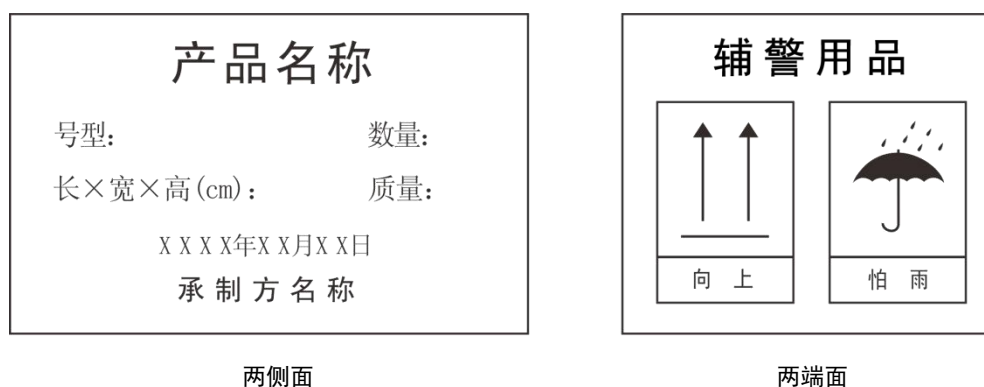 产品名称
号型： 数量：
长×宽×高(cm)： 质量：
XXXX年XX月XX日
承制方名称
两侧面
辅警用品
向上 怕雨
两端面